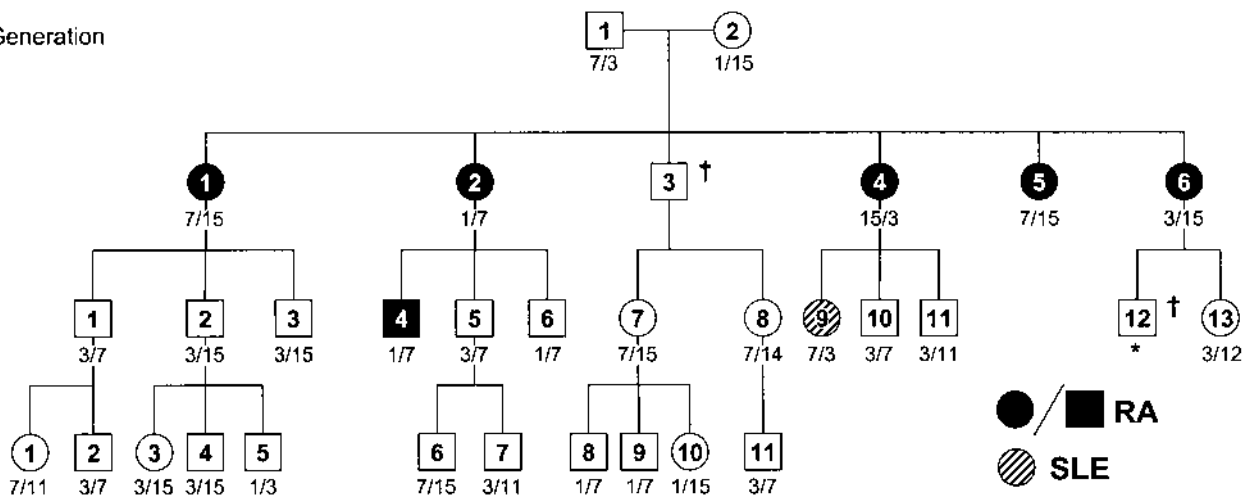 1 2
Generation
7/3 1/15
1 2 3 † 4 5 6
7/15 1/7 15/3 7/15 3/15
1 2 3 4 5 6 7 8 9 10 11 12 † 13
3/7 3/15 3/15 1/7 3/7 1/7 7/15 7/14 7/3 3/7 3/11 * 3/12
RA
1 2 3 4 5 6 7 8 9 10 11
SLE
7/11 3/7 3/15 3/15 1/3 7/15 3/11 1/7 1/7 1/15 3/7